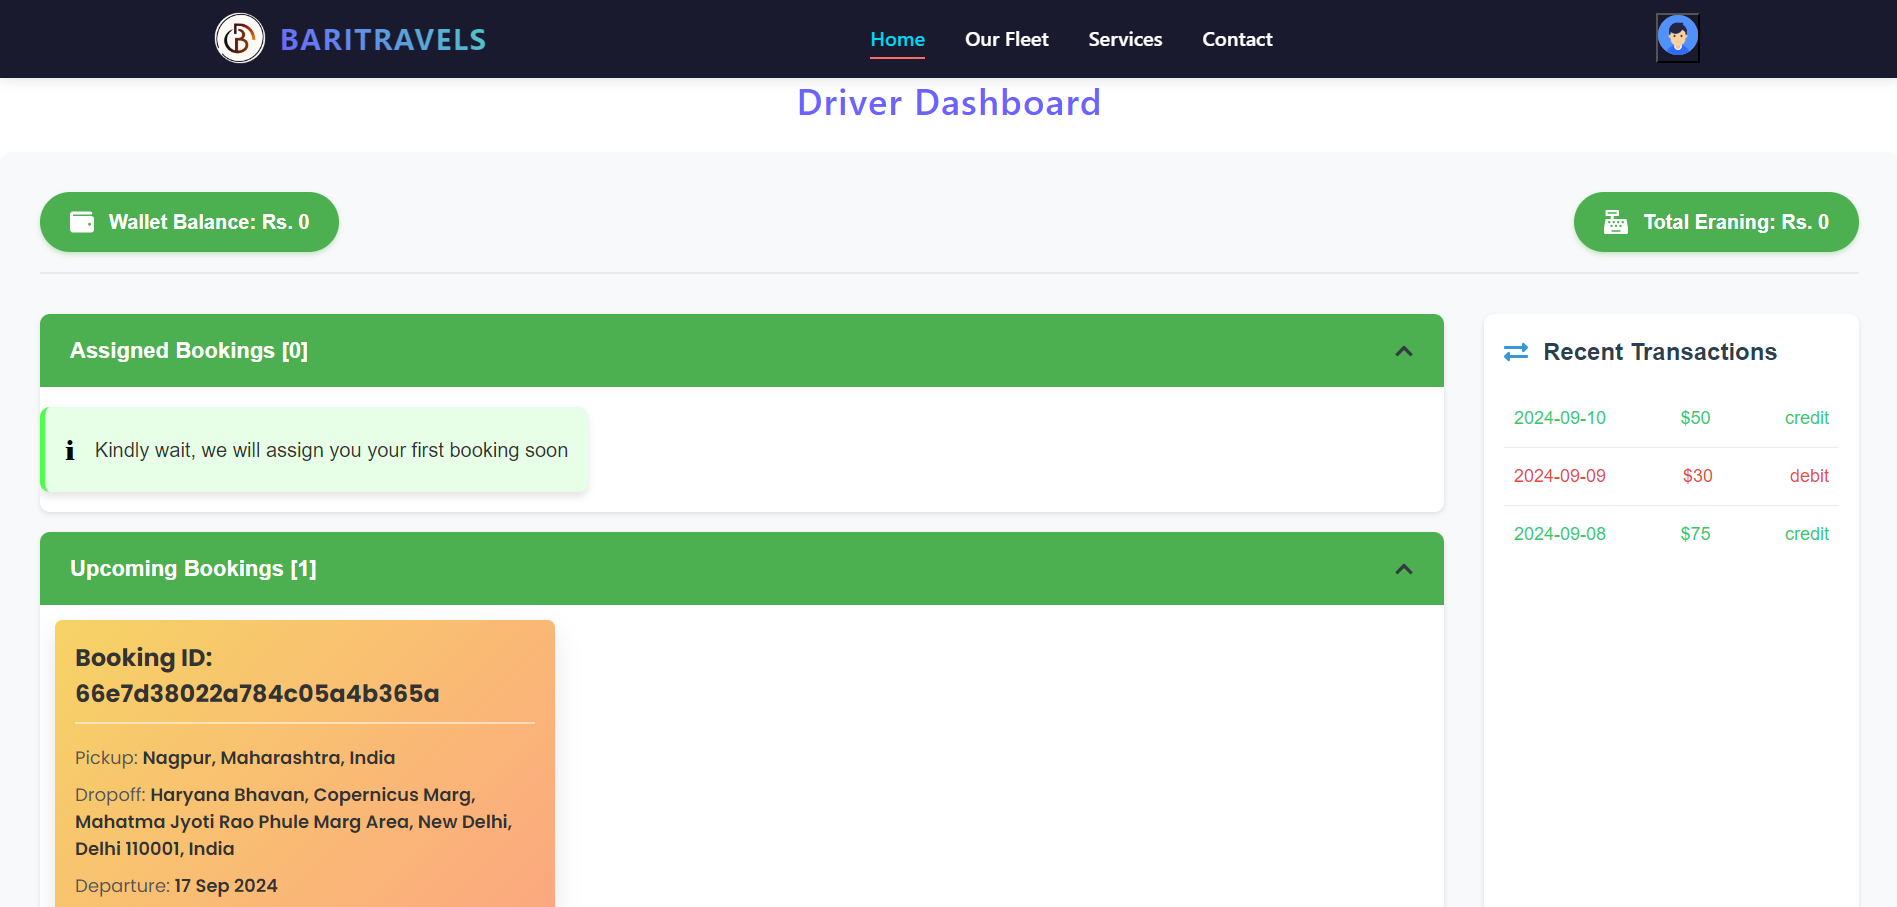 BARITRAVELS
Home Our Fleet Services Contact
Driver Dashboard
Wallet Balance: Rs. 0
Total Eraning: Rs. 0
Assigned Bookings [0]
Kindly wait, we will assign you your first booking soon
Upcoming Bookings [1]
Booking ID:
66e7d38022a784c05a4b365a
Pickup: Nagpur, Maharashtra, India
Dropoff: Haryana Bhavan, Copernicus Marg,
Mahatma Jyoti Rao Phule Marg Area, New Delhi,
Delhi 110001, India
Departure: 17 Sep 2024
Recent Transactions
2024-09-10 $50 credit
2024-09-09 $30 debit
2024-09-08 $75 credit